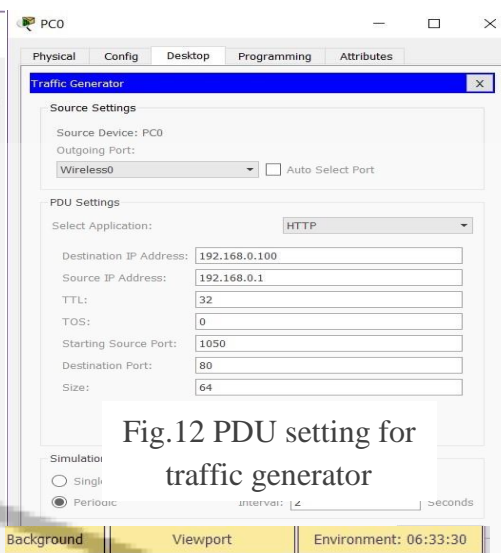 PC0
Physical Config Desktop Programming Attributes
Traffic Generator X
Source Settings
Source Device: PC0
Outgoing Port:
Wireless0 Auto Select Port
PDU Settings
Select Application: HTTP
Destination IP Address: 192.168.0.100
Source IP Address: 192.168.0.1
TTL: 32
TOS: 0
Starting Source Port: 1050
Destination Port: 80
Size: 64
Fig.12 PDU setting for
traffic generator
Periodic Interval: 2 Seconds
Background Viewport Environment: 06:33:30